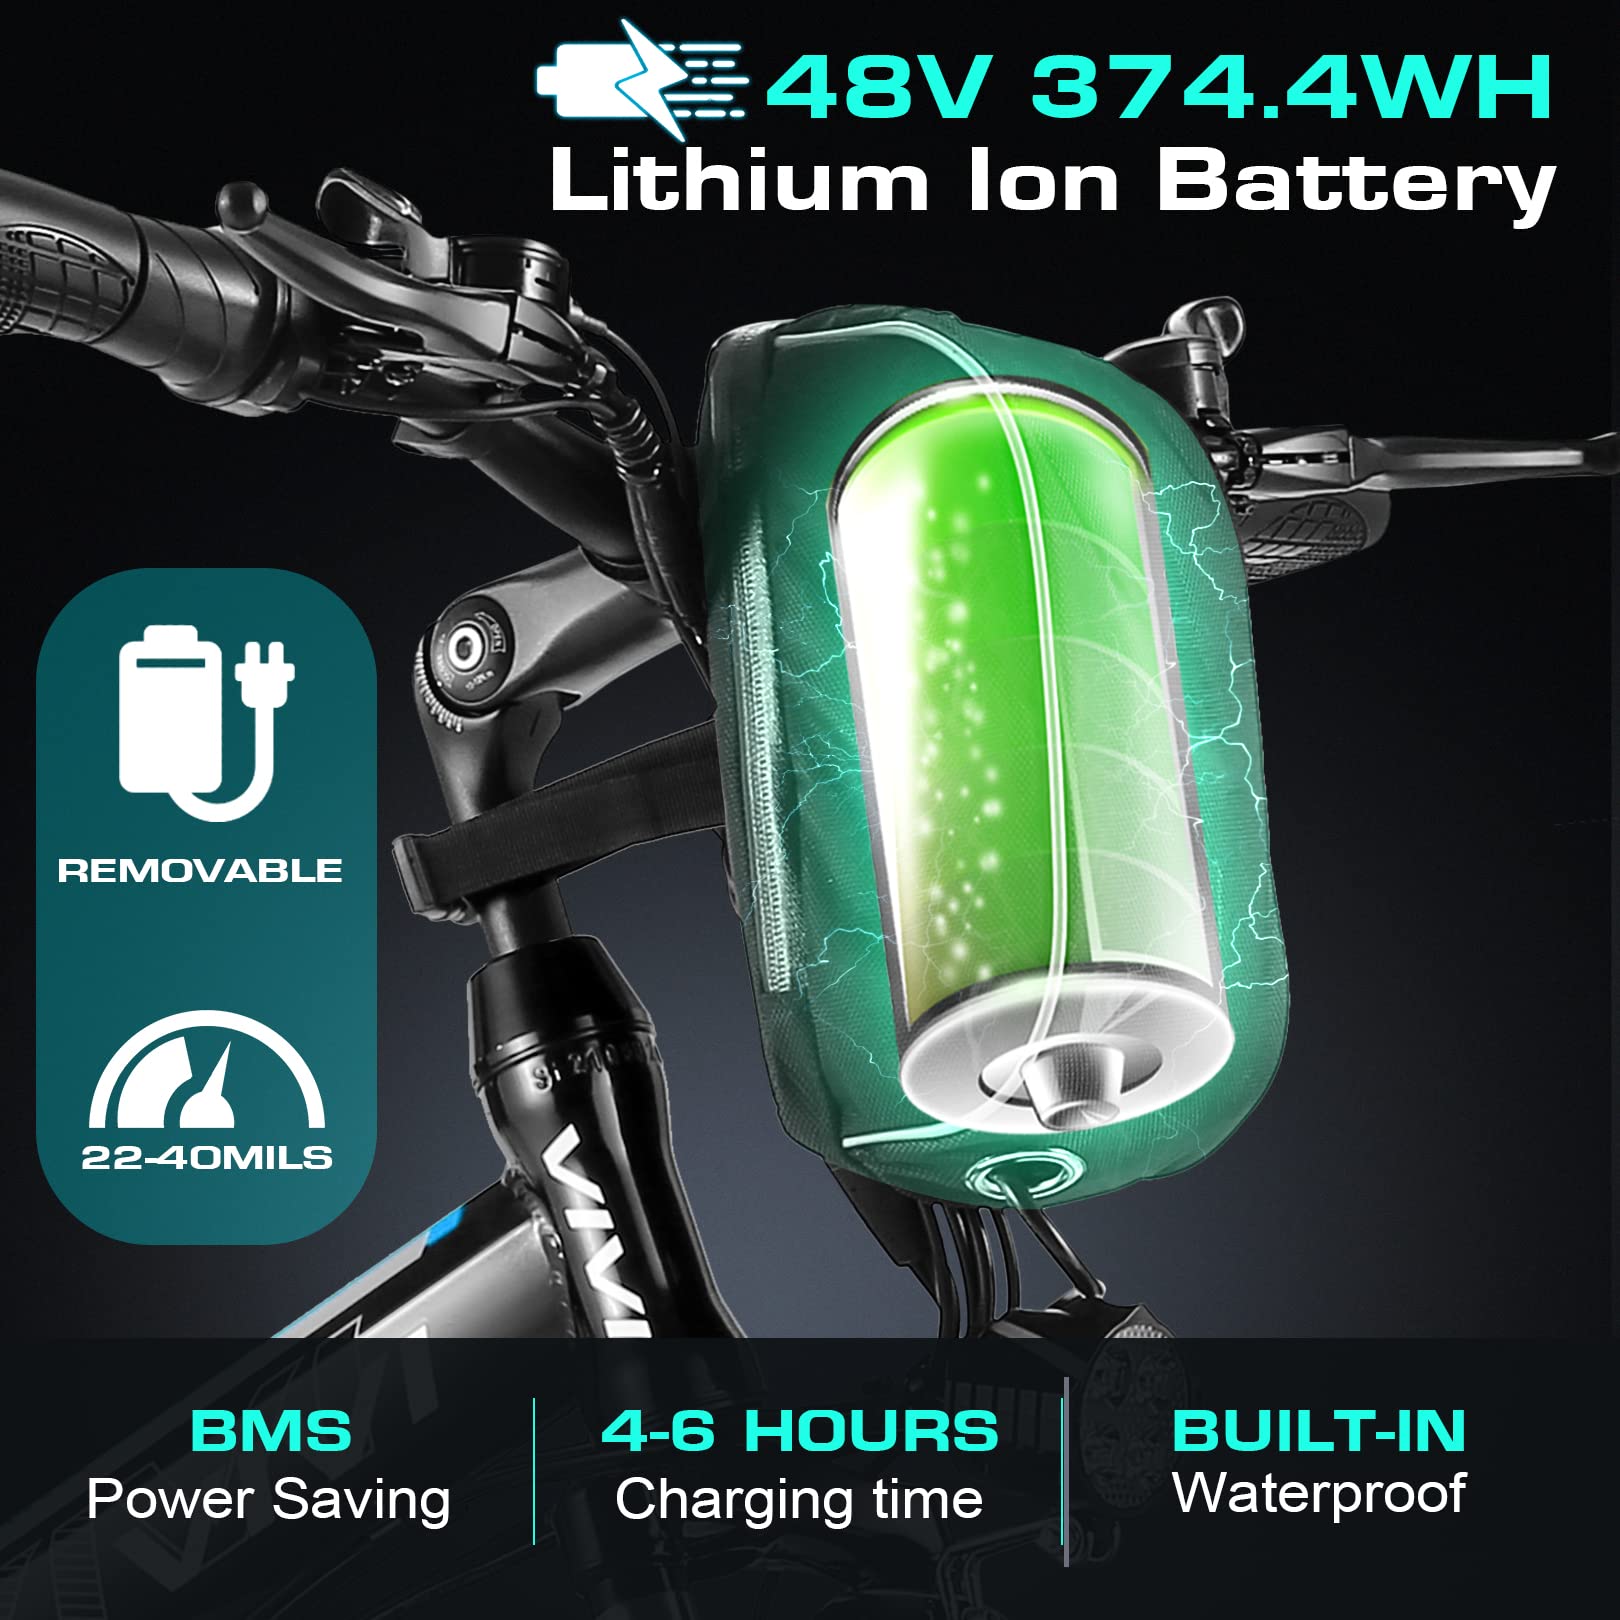 48V 374.4WH
Lithium Ion Battery
REMOVABLE
22-40MILS
VIVI
BMS
Power Saving
4-6 HOURS
Charging time
BUILT-IN
Waterproof